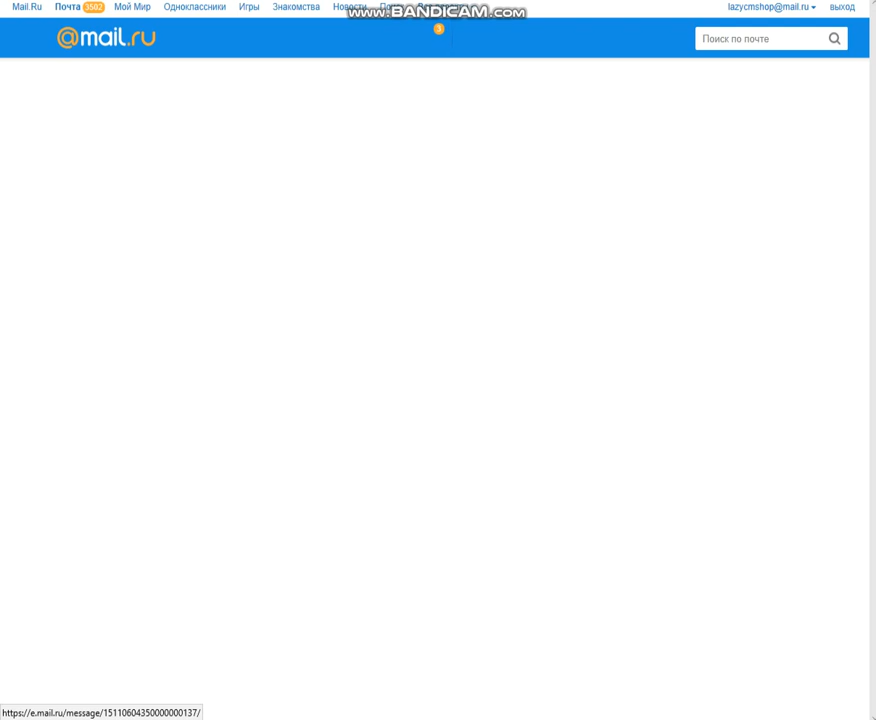 Mail.Ru Почта 3502 Мой Мир Одноклассники Игры Знакомства Новости
www.BANDICAM.com
lazycmshop@mail.ru выход
@mail.ru 3 Поиск по почте
https://e.mail.ru/message/15110604350000000137/